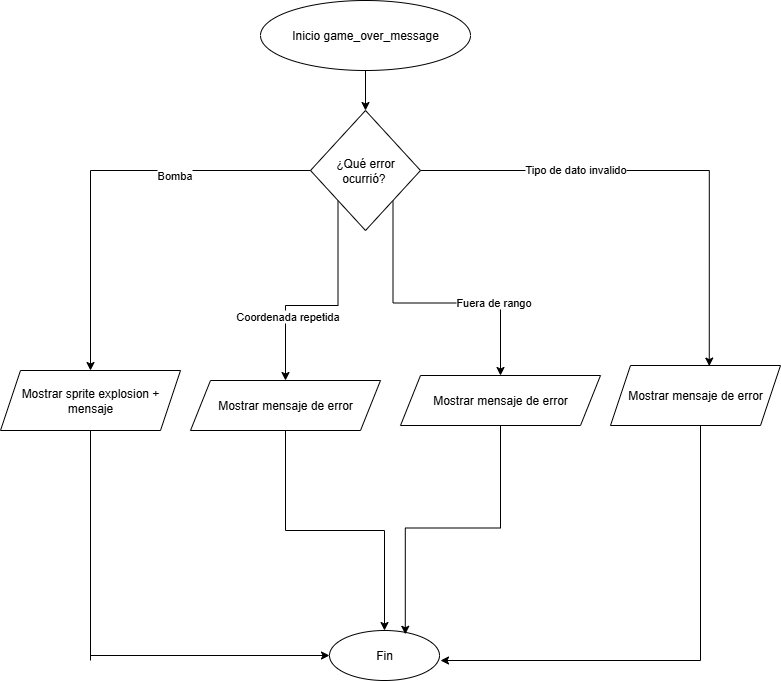 Inicio game_over_message
¿Qué error
ocurrió?
Bomba
Tipo de dato invalido
Coordenada repetida
Fuera de rango
Mostrar sprite explosion +
mensaje
Mostrar mensaje de error
Mostrar mensaje de error
Mostrar mensaje de error
Fin